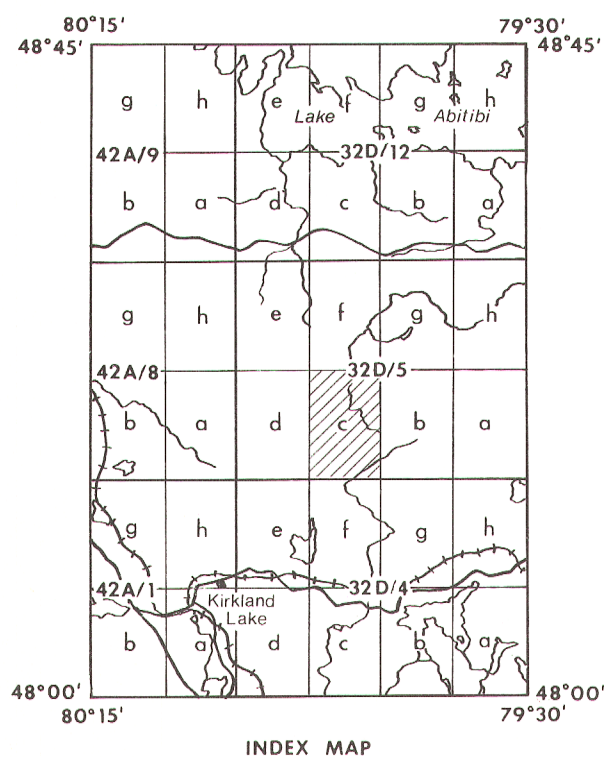 80°15' 79°30'
48°45' 48°45'
g h e f g h
Lake Abitibi
42A/9 32D/12
b a d c b a
g h e f g h
42A/8 32D/5
b a d c b a
g h e f g h
42A/1 32D/4
Kirkland
Lake
b a d c b a
48°00' 48°00'
80°15' 79°30'
INDEX MAP